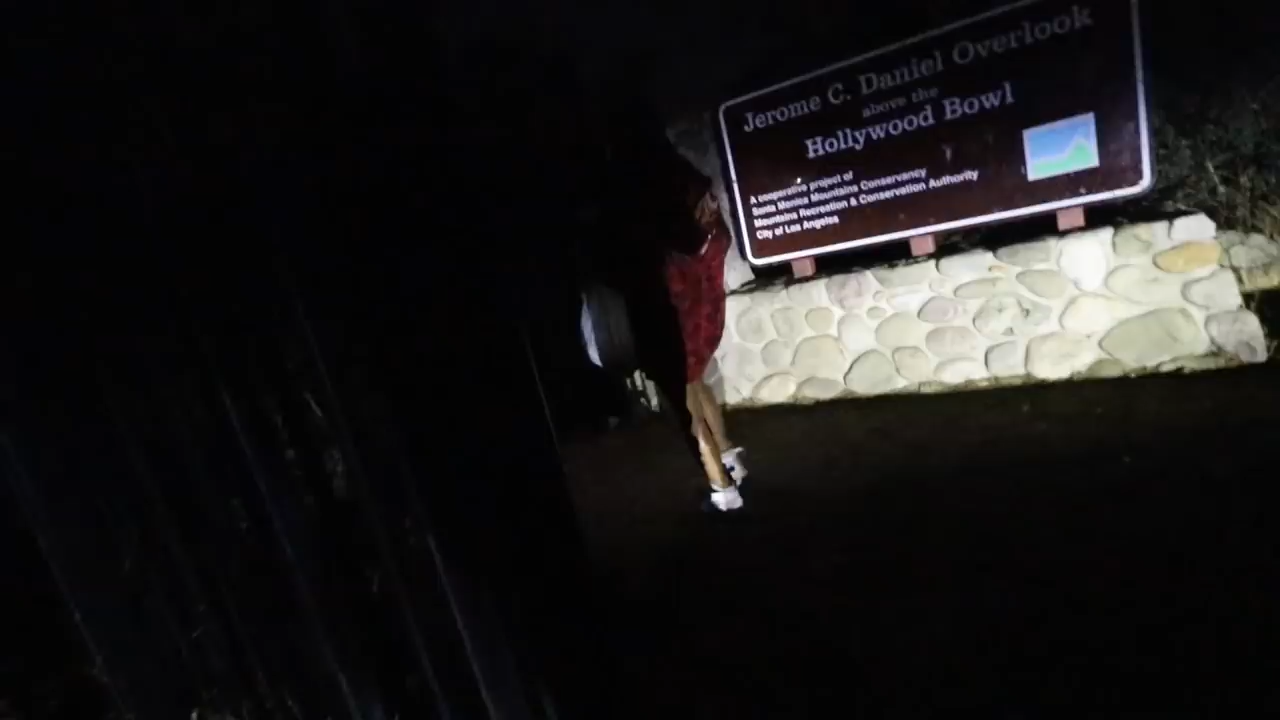 Jerome C. Daniel Overlook
above the
Hollywood Bowl
A cooperative project of
Santa Monica Mountains Conservancy
Mountains Recreation & Conservation Authority
City of Los Angeles